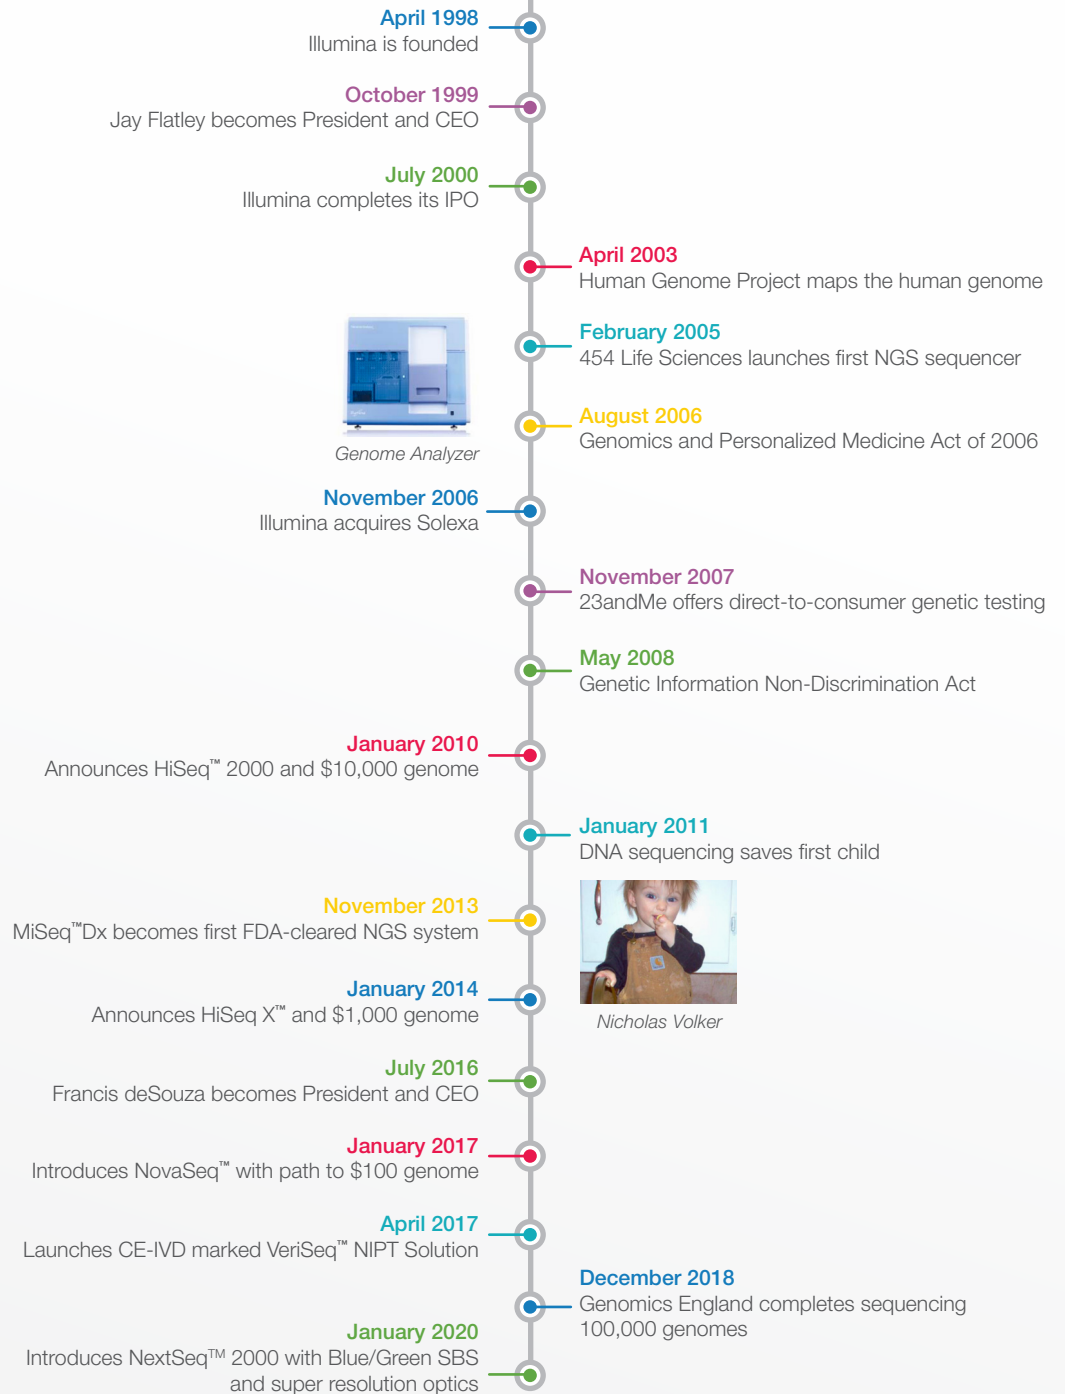 April 1998
Illumina is founded
October 1999
Jay Flatley becomes President and CEO
July 2000
Illumina completes its IPO
April 2003
Human Genome Project maps the human genome
February 2005
454 Life Sciences launches first NGS sequencer
Genome Analyzer
August 2006
Genomics and Personalized Medicine Act of 2006
November 2006
Illumina acquires Solexa
November 2007
23andMe offers direct-to-consumer genetic testing
May 2008
Genetic Information Non-Discrimination Act
January 2010
Announces HiSeq™ 2000 and $10,000 genome
January 2011
DNA sequencing saves first child
Nicholas Volker
November 2013
MiSeq™Dx becomes first FDA-cleared NGS system
January 2014
Announces HiSeq X™ and $1,000 genome
July 2016
Francis deSouza becomes President and CEO
January 2017
Introduces NovaSeq™ with path to $100 genome
April 2017
Launches CE-IVD marked VeriSeq™ NIPT Solution
December 2018
Genomics England completes sequencing
100,000 genomes
January 2020
Introduces NextSeq™ 2000 with Blue/Green SBS
and super resolution optics